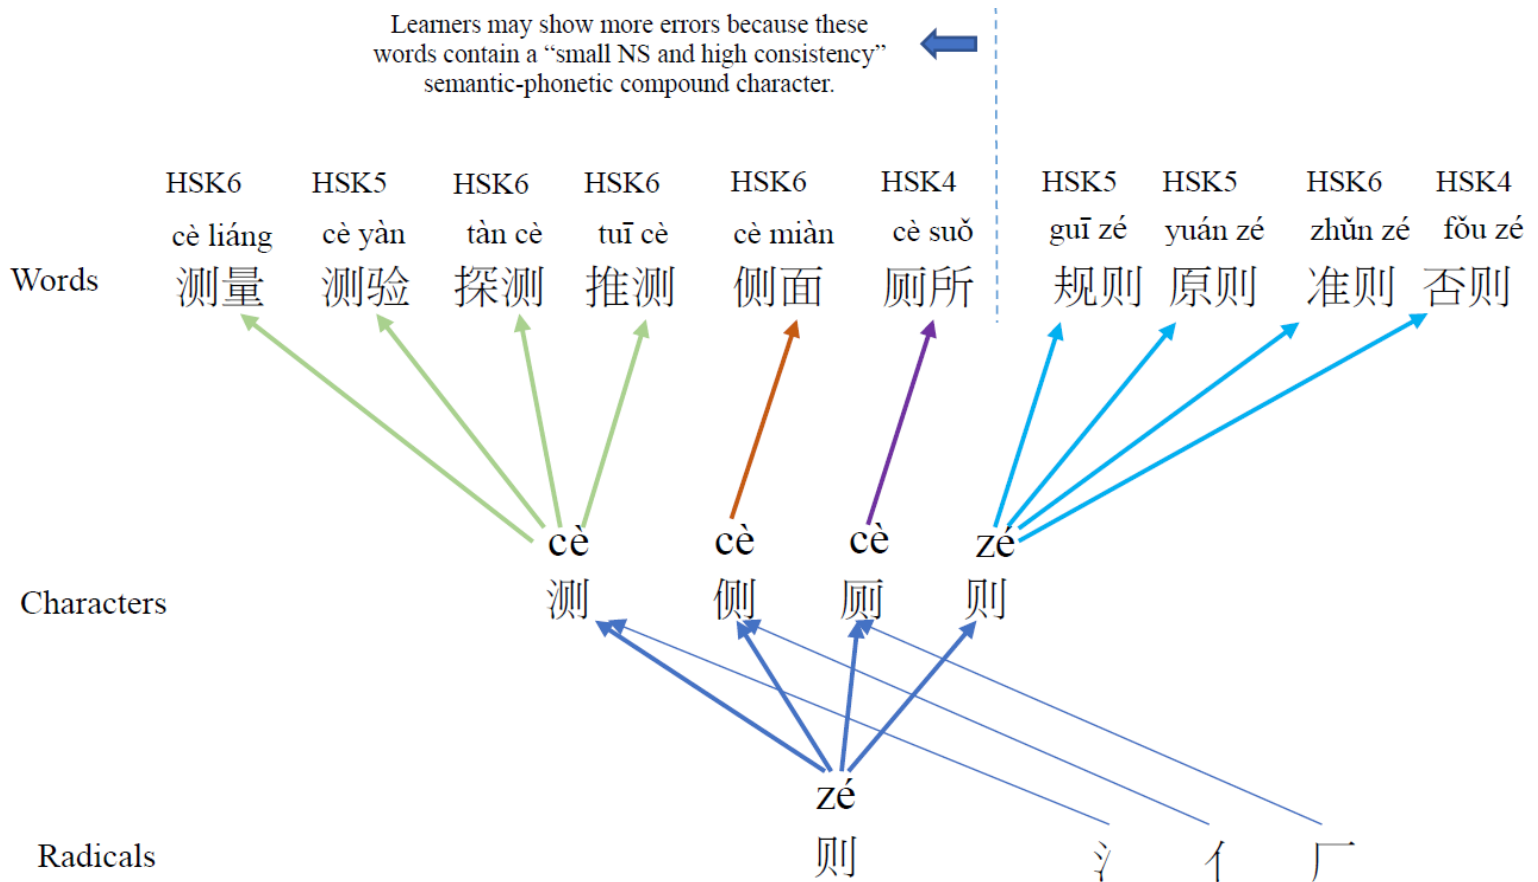 Learners may show more errors because these
words contain a “small NS and high consistency”
semantic-phonetic compound character.
HSK6 HSK5 HSK6 HSK6 HSK6 HSK4 HSK5 HSK5 HSK6 HSK4
cè liáng cè yàn tàn cè tuī cè cè miàn cè suǒ guī zé yuán zé zhǔn zé fǒu zé
Words 测量 测验 探测 推测 侧面 厕所 规则 原则 准则 否则
cè cè cè zé
Characters 测 侧 厕 则
zé
Radicals 则 氵 亻 厂